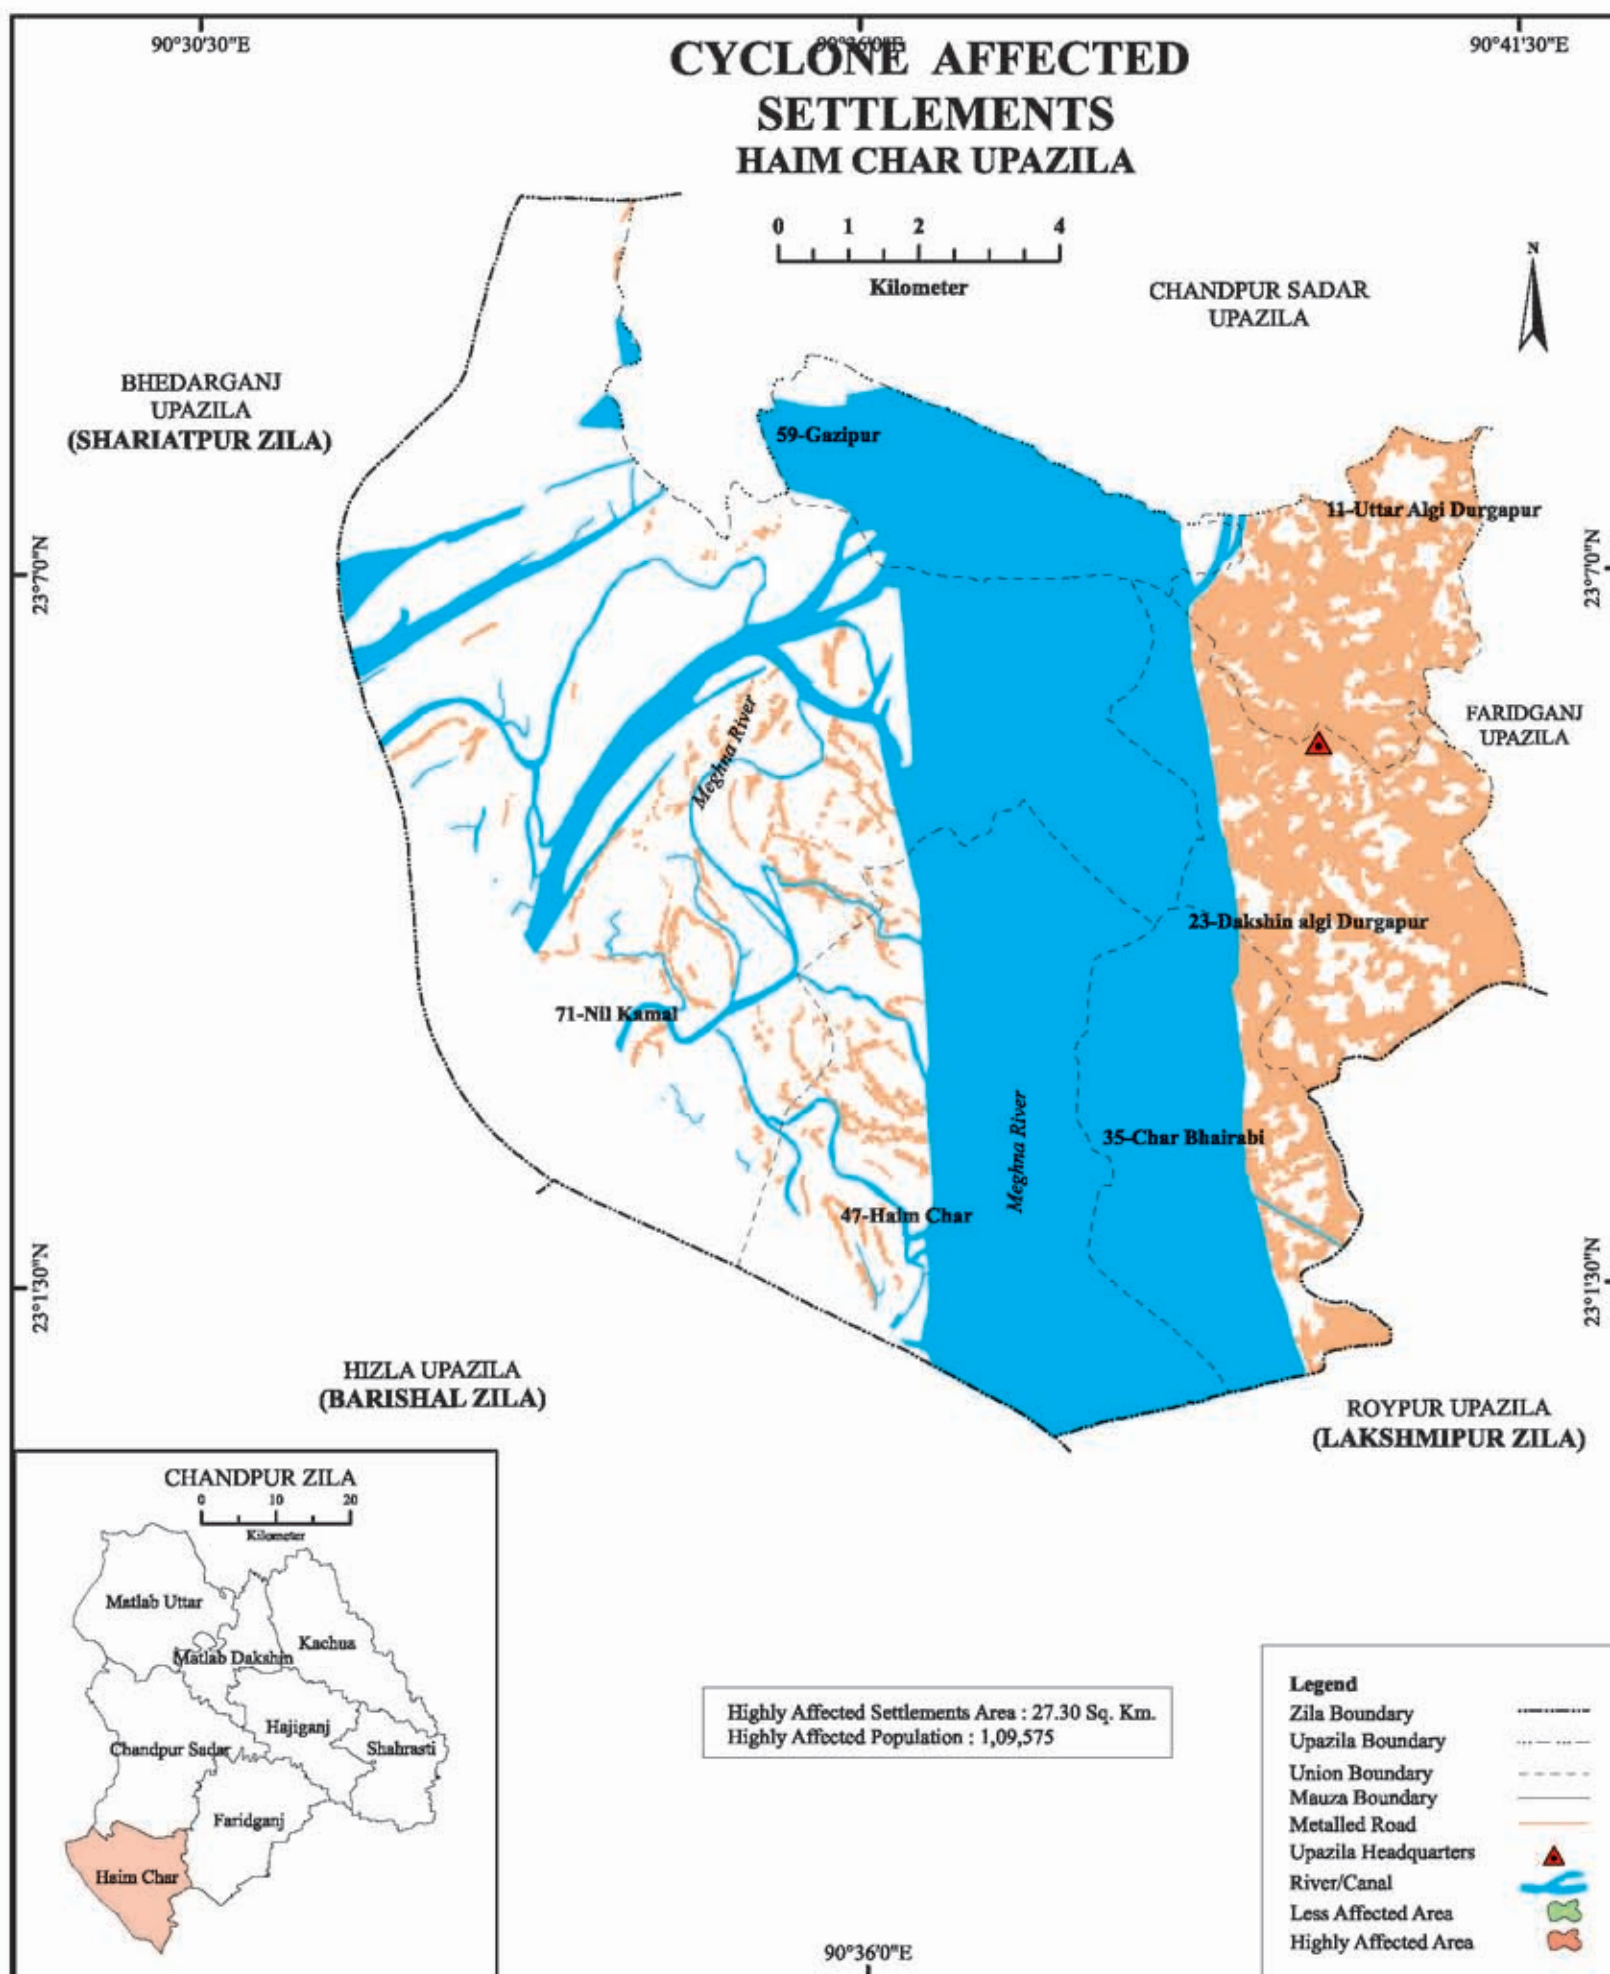 90°30'30"E
90°36'0"E
90°41'30"E
CYCLONE AFFECTED
SETTLEMENTS
HAIM CHAR UPAZILA
0 1 2 4
Kilometer
N
CHANDPUR SADAR
UPAZILA
BHEDARGANJ
UPAZILA
(SHARIATPUR ZILA)
59-Gazipur
11-Uttar Algi Durgapur
23°7'0"N
23°7'0"N
FARIDGANJ
UPAZILA
Meghna River
23-Dakshin algi Durgapur
71-Nil Kamal
Meghna River
35-Char Bhairabi
47-Haim Char
23°1'30"N
23°1'30"N
HIZLA UPAZILA
(BARISHAL ZILA)
ROYPUR UPAZILA
(LAKSHMIPUR ZILA)
CHANDPUR ZILA
0 10 20
Kilometer
Matlab Uttar
Kachua
Matlab Dakshin
Hajiganj
Chandpur Sadar
Shahrasti
Faridganj
Haim Char
Highly Affected Settlements Area : 27.30 Sq. Km.
Highly Affected Population : 1,09,575
Legend
Zila Boundary
Upazila Boundary
Union Boundary
Mauza Boundary
Metalled Road
Upazila Headquarters
River/Canal
Less Affected Area
Highly Affected Area
90°36'0"E